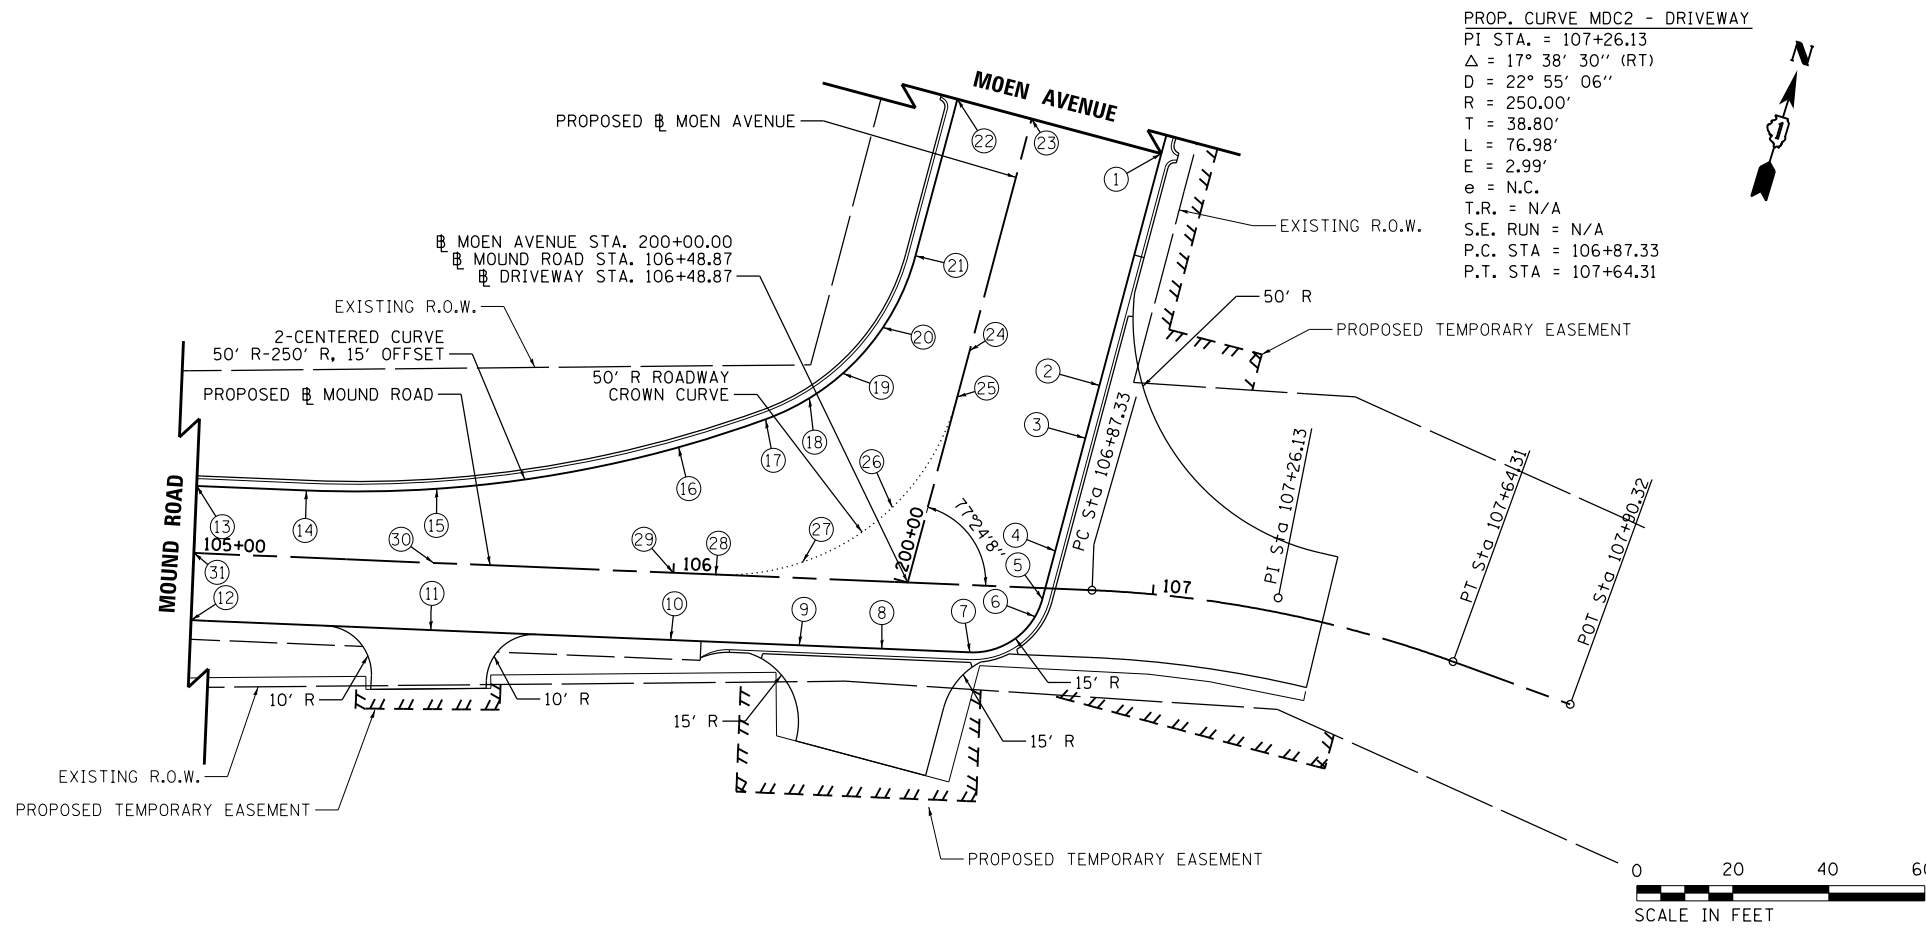 PROP. CURVE MDC2 - DRIVEWAY
PI STA. = 107+26.13
Δ = 17° 38' 30'' (RT)
D = 22° 55' 06''
R = 250.00'
T = 38.80'
L = 76.98'
E = 2.99'
e = N.C.
T.R. = N/A
S.E. RUN = N/A
P.C. STA = 106+87.33
P.T. STA = 107+64.31
N
MOEN AVENUE
PROPOSED ℄ MOEN AVENUE
22
23
1
EXISTING R.O.W.
℄ MOEN AVENUE STA. 200+00.00
℄ MOUND ROAD STA. 106+48.87
℄ DRIVEWAY STA. 106+48.87
21
50' R
EXISTING R.O.W.
20
24
PROPOSED TEMPORARY EASEMENT
2-CENTERED CURVE
50' R-250' R, 15' OFFSET
50' R ROADWAY
CROWN CURVE
19
2
PROPOSED ℄ MOUND ROAD
25
18
3
17
16
26
PC Sta 106+87.33
PI Sta 107+26.13
PT Sta 107+64.31
POT Sta 107+90.32
MOUND ROAD
13
14
15
77°24'8''
105+00
30
29
106
28
27
200+00
4
5
107
31
12
11
10
9
8
7
6
10' R
10' R
15' R
15' R
15' R
EXISTING R.O.W.
PROPOSED TEMPORARY EASEMENT
PROPOSED TEMPORARY EASEMENT
0 20 40
SCALE IN FEET